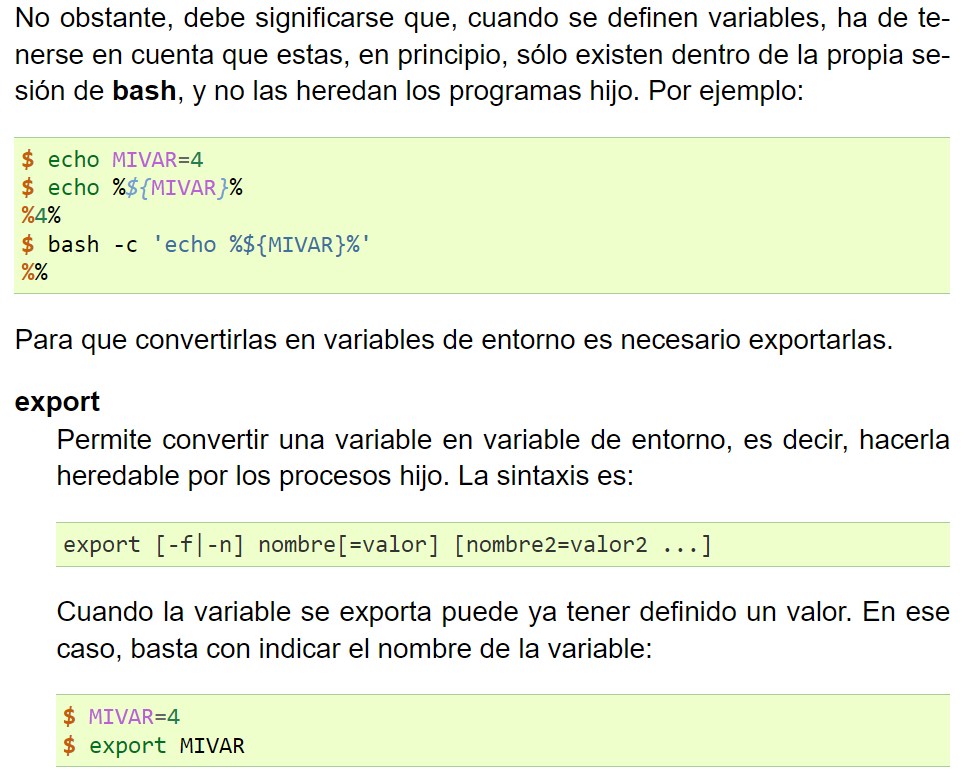 No obstante, debe significarse que, cuando se definen variables, ha de te-
nerse en cuenta que estas, en principio, sólo existen dentro de la propia se-
sión de bash, y no las heredan los programas hijo. Por ejemplo:
$ echo MIVAR=4
$ echo %${MIVAR}%
%4%
$ bash -c 'echo %${MIVAR}%'
%%
Para que convertirlas en variables de entorno es necesario exportarlas.
export
Permite convertir una variable en variable de entorno, es decir, hacerla
heredable por los procesos hijo. La sintaxis es:
export [-f|-n] nombre[=valor] [nombre2=valor2 ...]
Cuando la variable se exporta puede ya tener definido un valor. En ese
caso, basta con indicar el nombre de la variable:
$ MIVAR=4
$ export MIVAR